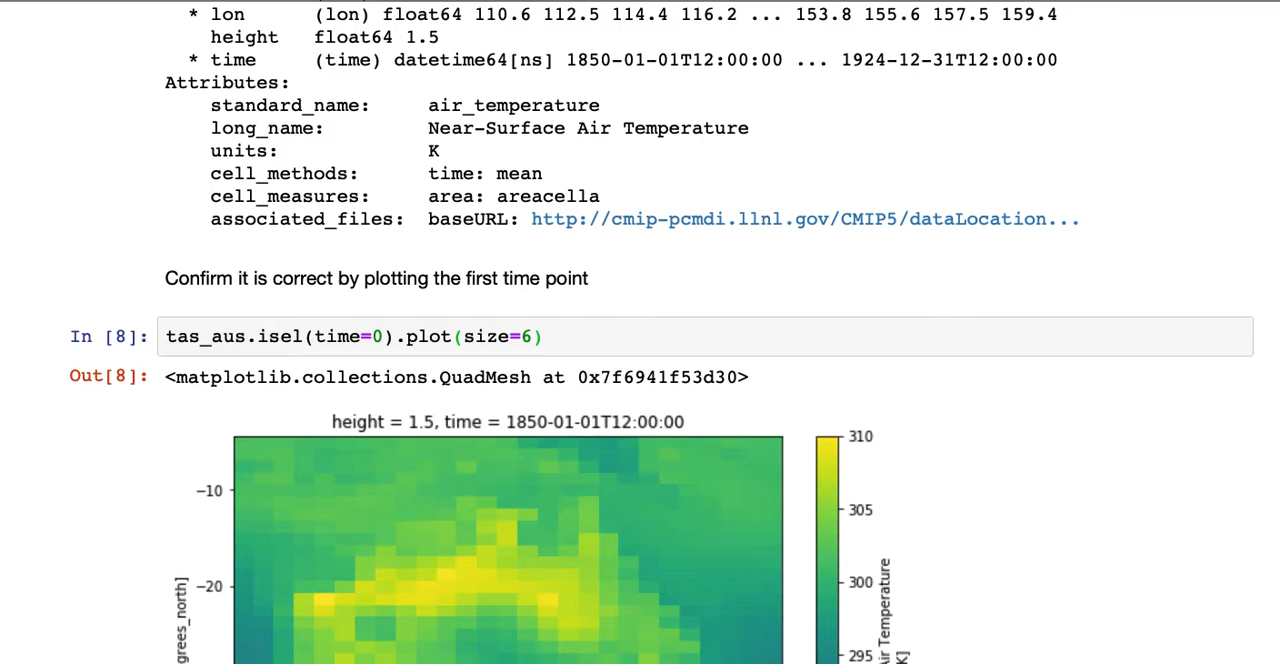 * lon (lon) float64 110.6 112.5 114.4 116.2 ... 153.8 155.6 157.5 159.4
height float64 1.5
* time (time) datetime64[ns] 1850-01-01T12:00:00 ... 1924-12-31T12:00:00
Attributes:
standard_name: air_temperature
long_name: Near-Surface Air Temperature
units: K
cell_methods: time: mean
cell_measures: area: areacella
associated_files: baseURL: http://cmip-pcmdi.llnl.gov/CMIP5/dataLocation...
Confirm it is correct by plotting the first time point
In [8]: tas_aus.isel(time=0).plot(size=6)
Out[8]: <matplotlib.collections.QuadMesh at 0x7f6941f53d30>
height = 1.5, time = 1850-01-01T12:00:00
310
−10
305
−20
300
grees_north]
295
Air Temperature
K]